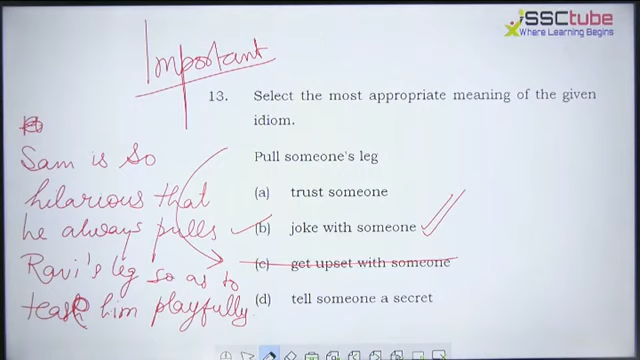 SSCtube
Where Learning Begins
Important
13. Select the most appropriate meaning of the given
idiom.
Pull someone's leg
(a) trust someone
(b) joke with someone
(c) get upset with someone
(d) tell someone a secret
Sam is so
hilarious that
he always pulls
Ravi's leg so as to
him playfully.